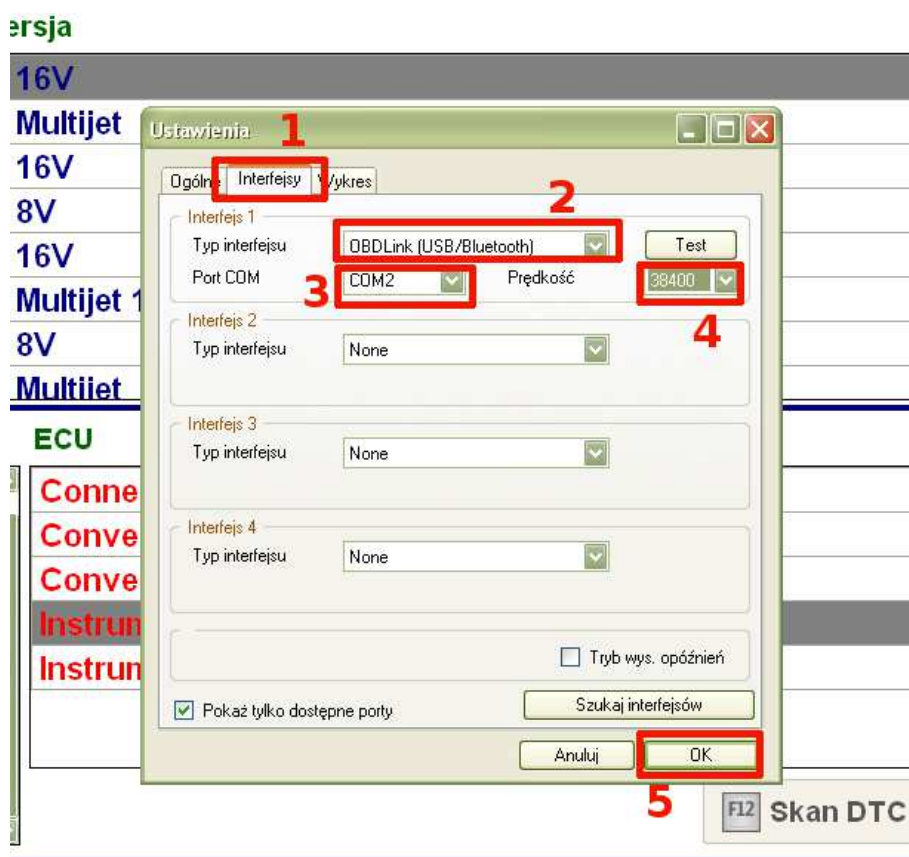 ersja
16V
Multijet
16V
8V
16V
Multijet 1
8V
Multijet
ECU
Conne
Conve
Conve
Instrun
Instrun
Ustawienia
1
Ogólne Interfejsy Wykres
2
Interfejs 1
Typ interfejsu OBDLink (USB/Bluetooth) Test
Port COM 3 COM2 Prędkość 38400
4
Interfejs 2
Typ interfejsu None
Interfejs 3
Typ interfejsu None
Interfejs 4
Typ interfejsu None
Tryb wys. opóźnień
Pokaż tylko dostępne porty Szukaj interfejsów
Anuluj OK
5
F12 Skan DTC